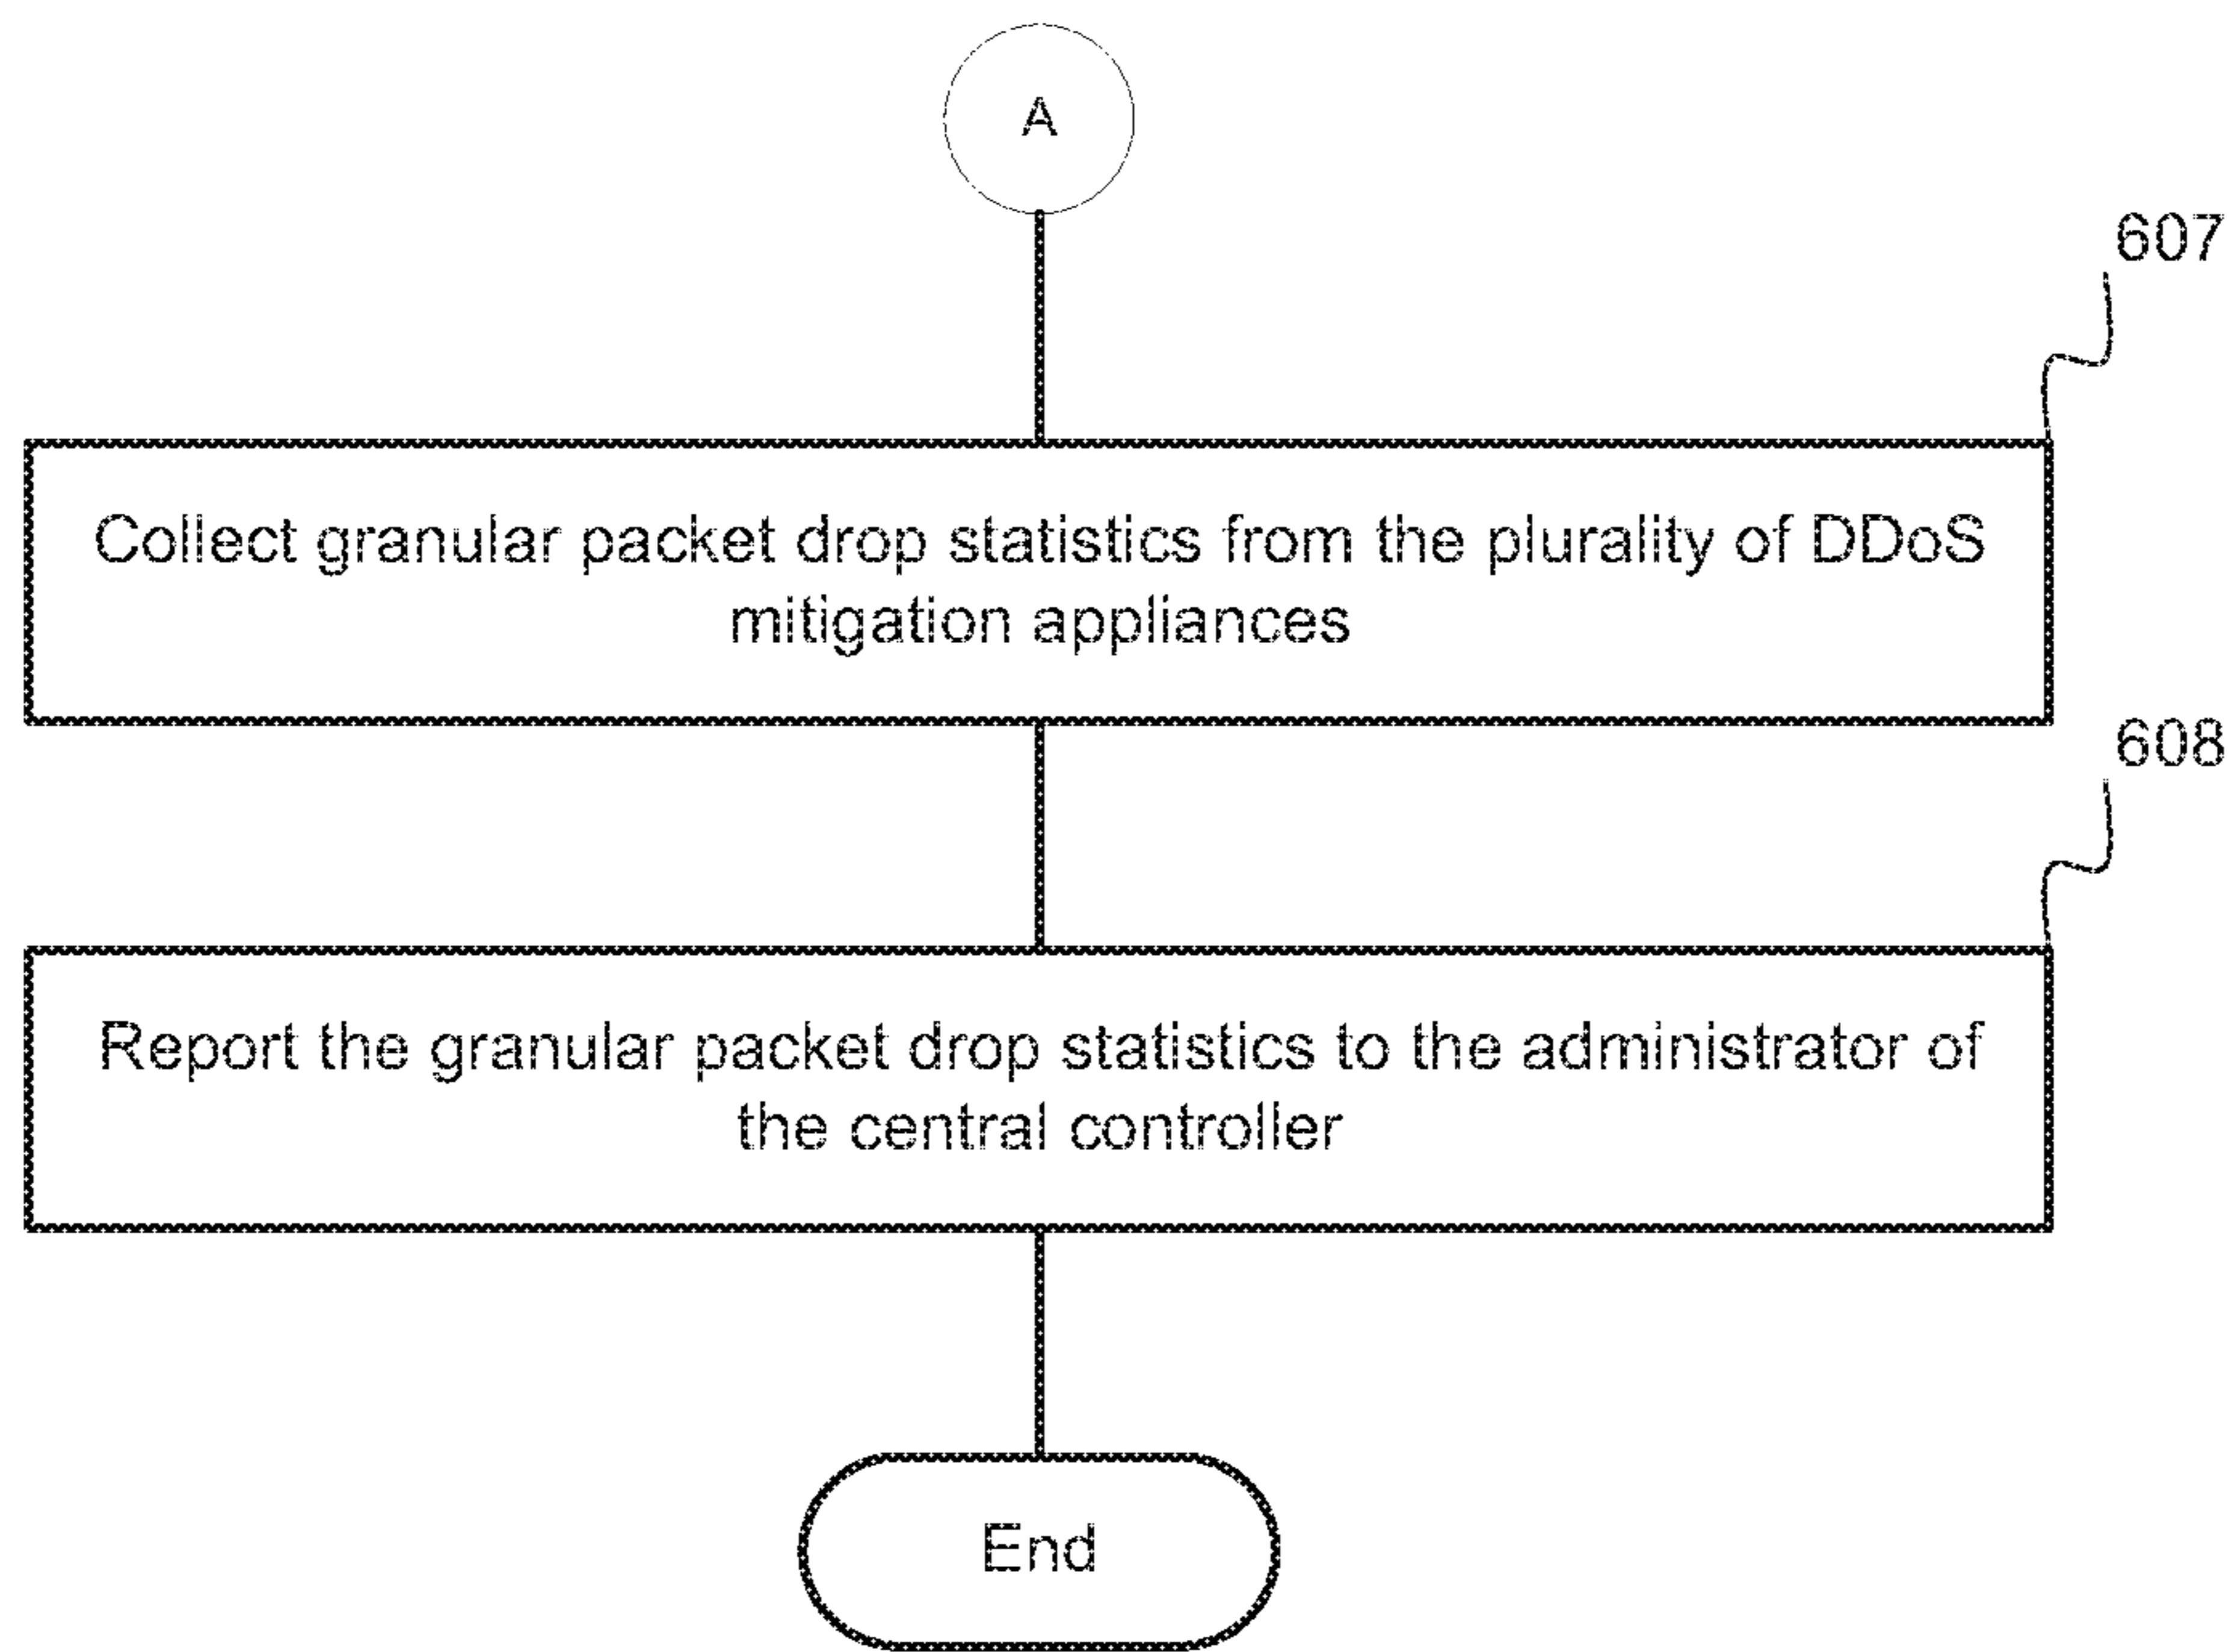 A
607
Collect granular packet drop statistics from the plurality of DDoS
mitigation appliances
608
Report the granular packet drop statistics to the administrator of
the central controller
End